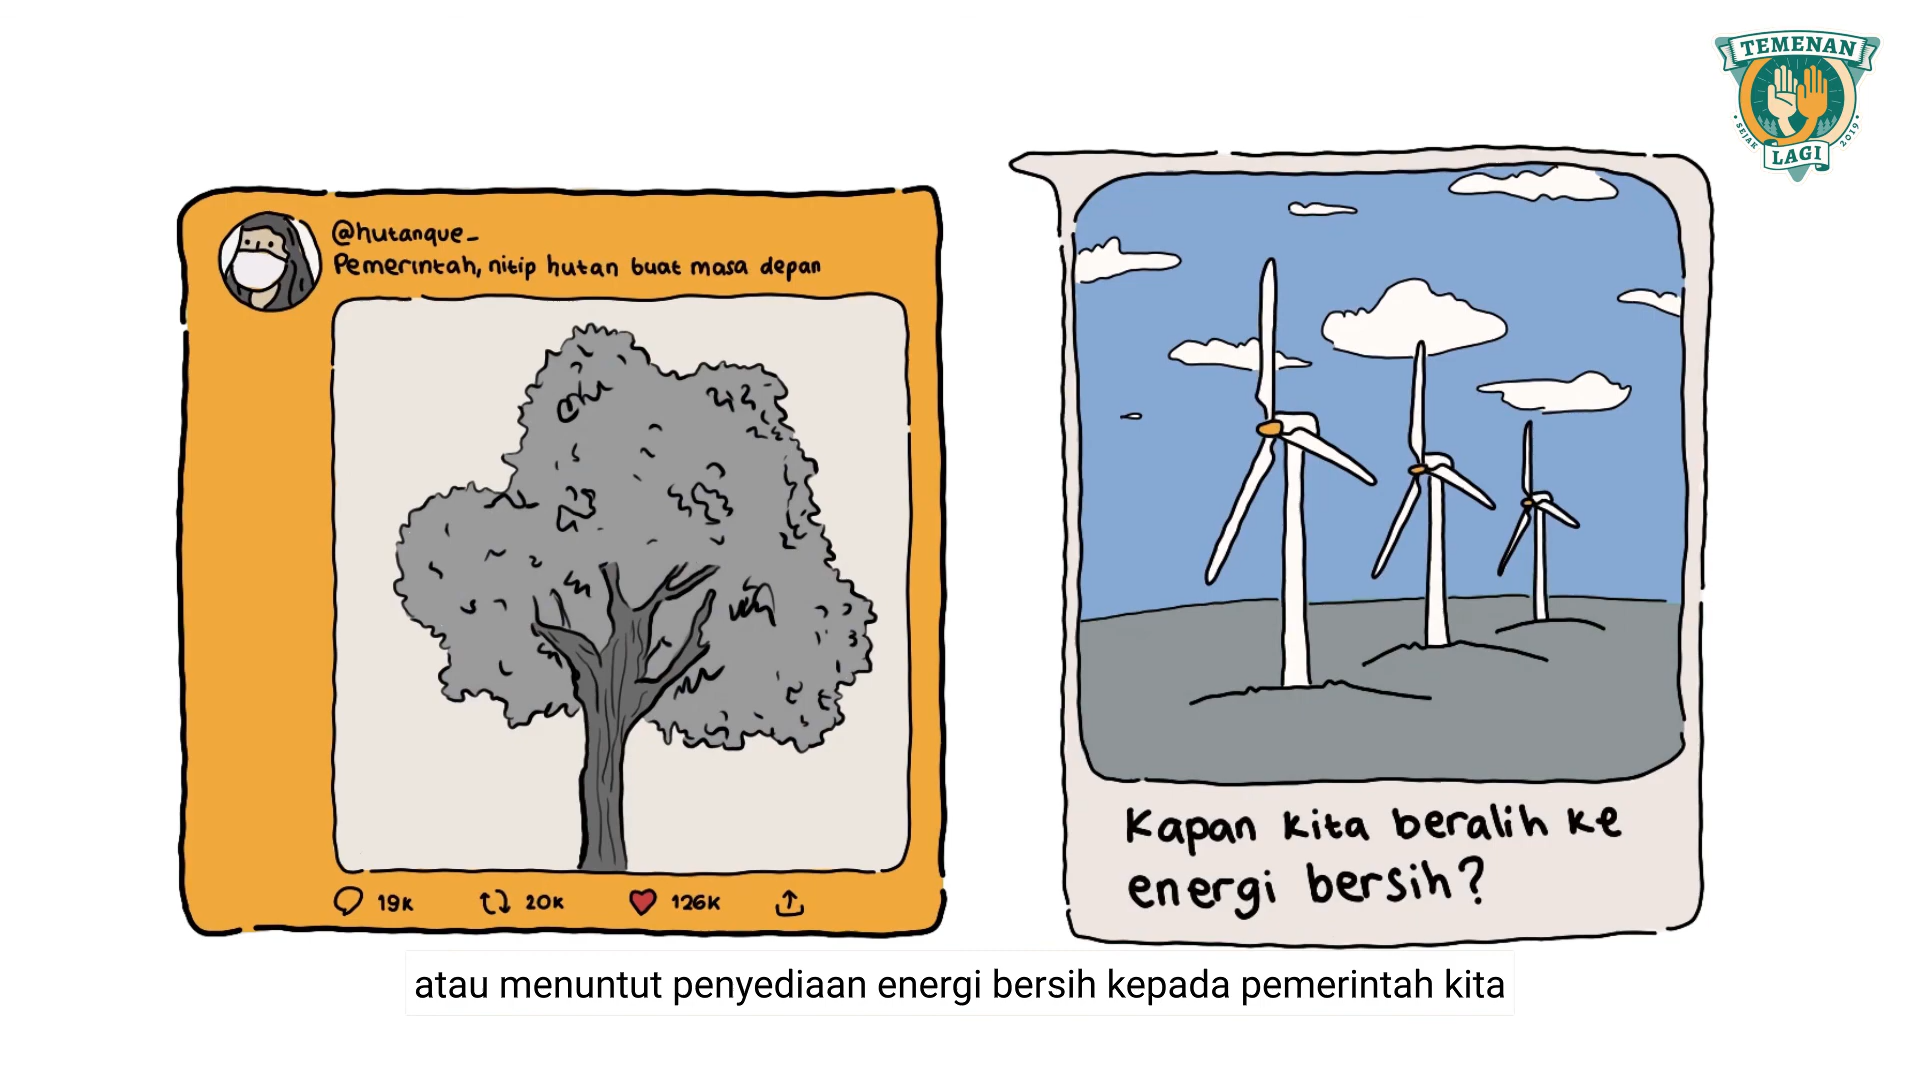 TEMENAN
SEJAK 2019
LAGI
@hutanque_
Pemerintah, nitip hutan buat masa depan
19K 20K 126K
Kapan kita beralih ke
energi bersih?
atau menuntut penyediaan energi bersih kepada pemerintah kita